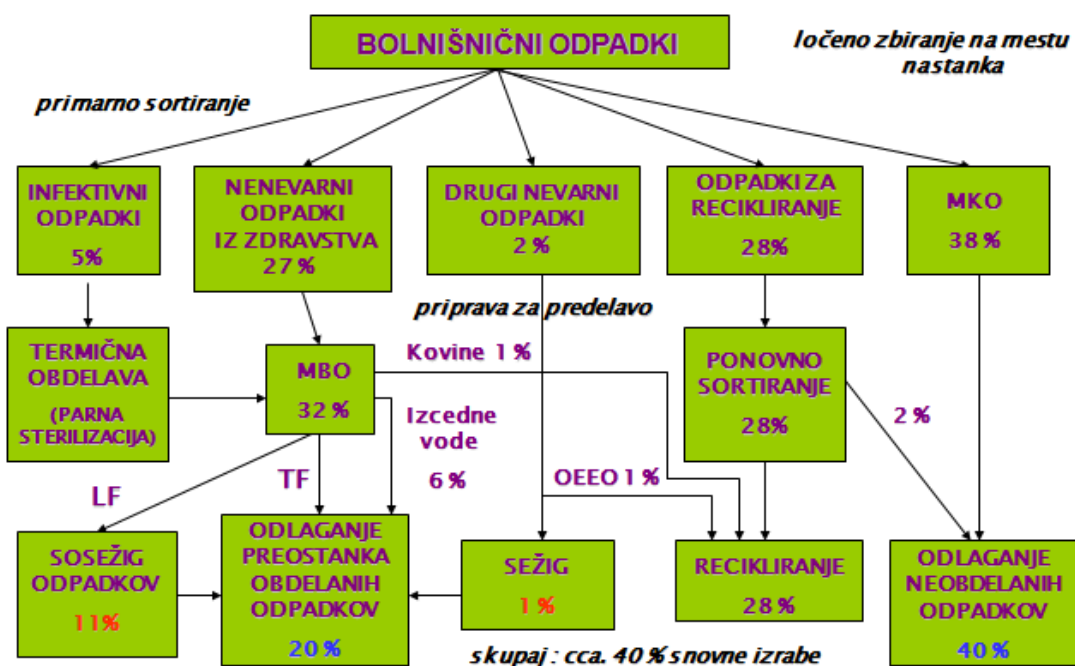 BOLNIŠNIČNI ODPADKI
ločeno zbiranje na mestu
nastanka
primarno sortiranje
INFEKTIVNI
ODPADKI
5%
NENEVARNI
ODPADKI
IZ ZDRAVSTVA
27%
DRUGI NEVARNI
ODPADKI
2%
ODPADKI ZA
RECIKLIRANJE
28%
MKO
38%
priprava za predelavo
TERMIČNA
OBDELAVA
(PARNA
STERILIZACIJA)
MBO
32%
Kovine 1%
Izcedne
vode
6%
PONOVNO
SORTIRANJE
28%
2%
LF
TF
OEEO 1%
SOSEŽIG
ODPADKOV
11%
ODLAGANJE
PREOSTANKA
OBDELANIH
ODPADKOV
20%
SEŽIG
1%
RECIKLIRANJE
28%
ODLAGANJE
NEOBDELANIH
ODPADKOV
40%
skupaj : cca. 40% snovne izrabe